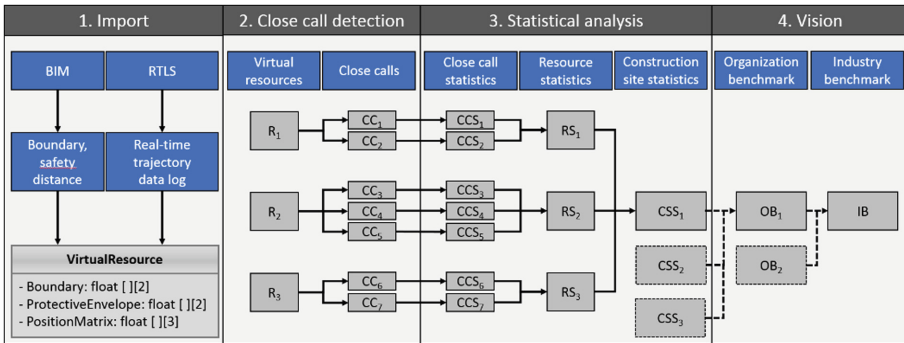 1. Import
2. Close call detection
3. Statistical analysis
4. Vision
BIM
RTLS
Virtual
resources
Close calls
Close call
statistics
Resource
statistics
Construction
site statistics
Organization
benchmark
Industry
benchmark
Boundary,
safety
distance
Real-time
trajectory
data log
VirtualResource
- Boundary: float [ ][2]
- ProtectiveEnvelope: float [ ][2]
- PositionMatrix: float [ ][3]
R₁
CC₁
CC₂
CCS₁
CCS₂
RS₁
R₂
CC₃
CC₄
CC₅
CCS₃
CCS₄
CCS₅
RS₂
R₃
CC₆
CC₇
CCS₆
CCS₇
RS₃
CSS₁
CSS₂
CSS₃
OB₁
OB₂
IB